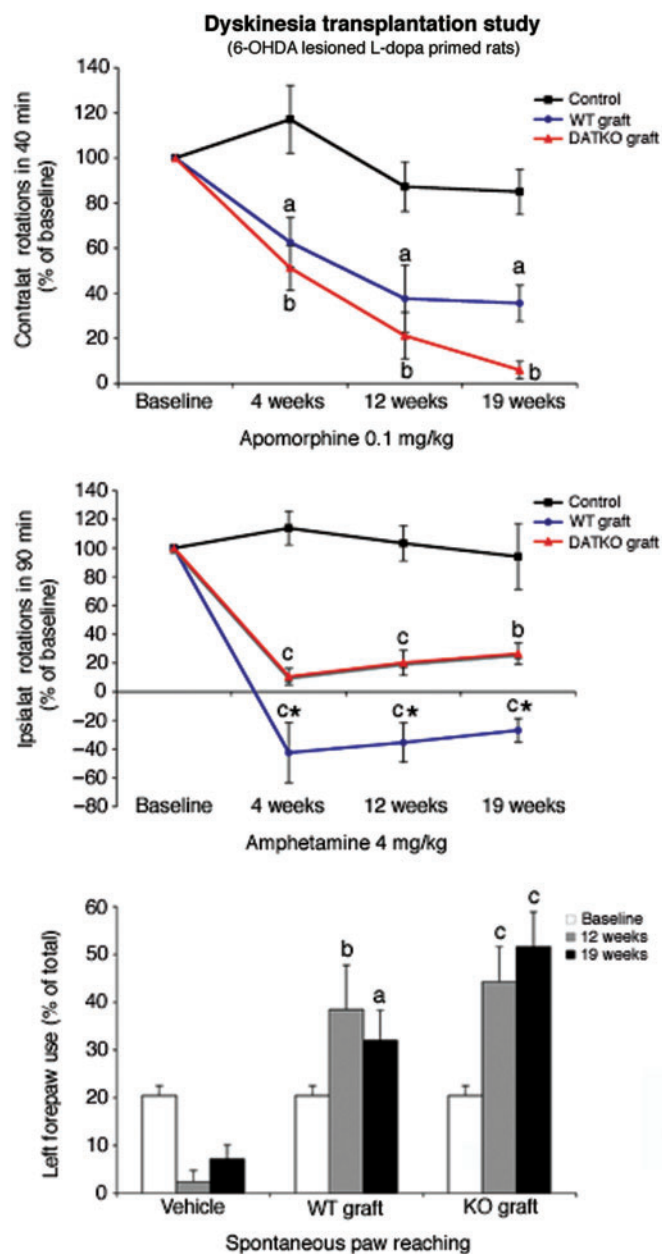 Dyskinesia transplantation study
(6-OHDA lesioned L-dopa primed rats)
Contralat rotations in 40 min
(% of baseline)
140
120
100
80
60
40
20
0
Control
WT graft
DATKO graft
a
a
a
b
b
b
Baseline
4 weeks
12 weeks
19 weeks
Apomorphine 0.1 mg/kg
Ipsialat rotations in 90 min
(% of baseline)
140
120
100
80
60
40
20
0
−20
−40
−60
−80
Control
WT graft
DATKO graft
c
c
b
c*
c*
c*
Baseline
4 weeks
12 weeks
19 weeks
Amphetamine 4 mg/kg
Left forepaw use (% of total)
60
50
40
30
20
10
0
Baseline
12 weeks
19 weeks
b
a
c
c
Vehicle
WT graft
KO graft
Spontaneous paw reaching